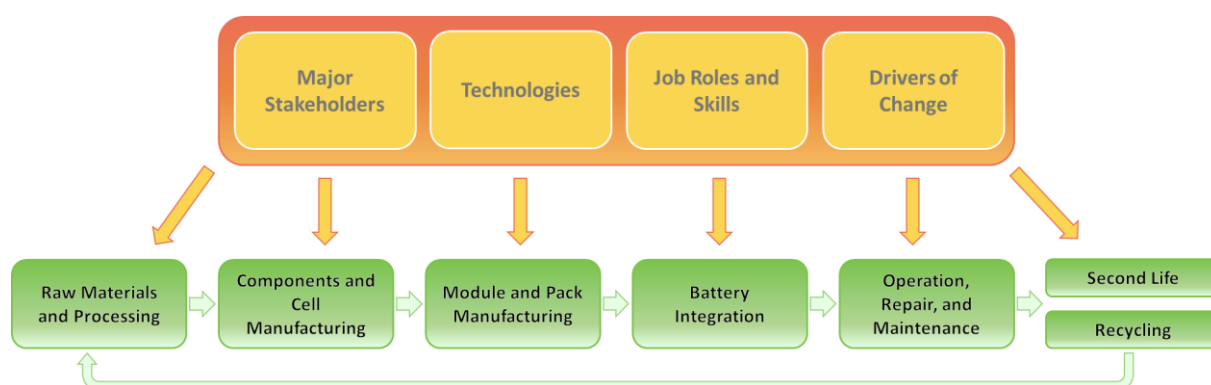 Major
Stakeholders
Technologies
Job Roles and
Skills
Drivers of
Change
Raw Materials
and Processing
Components and
Cell
Manufacturing
Module and Pack
Manufacturing
Battery
Integration
Operation,
Repair, and
Maintenance
Second Life
Recycling